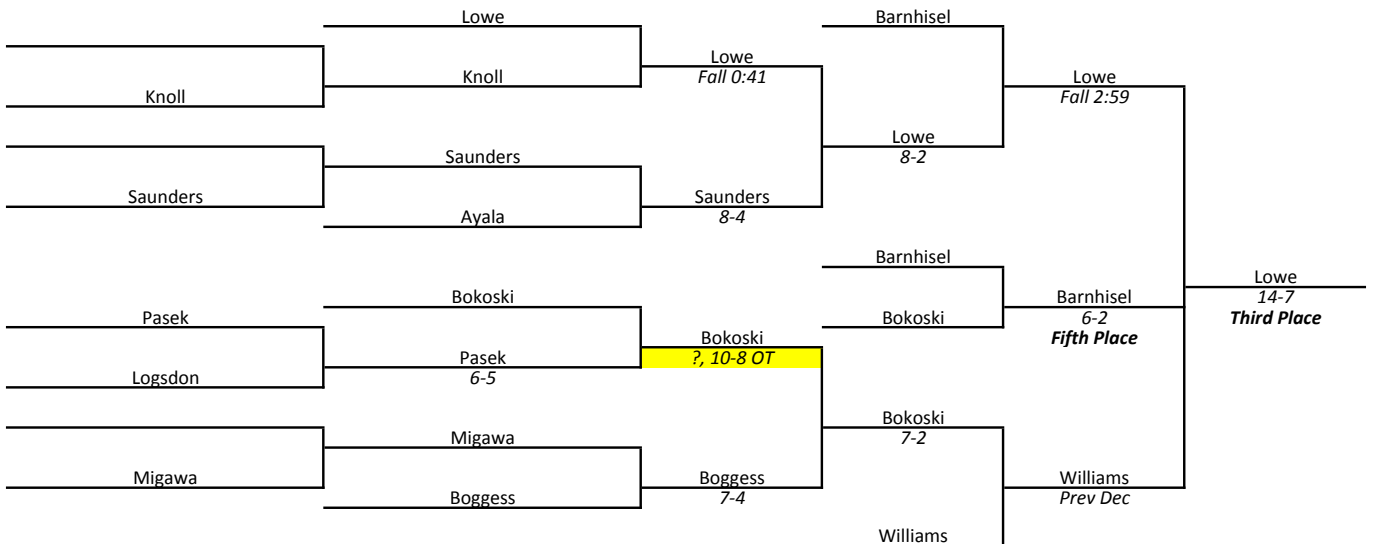 Lowe
Barnhisel
Lowe
Fall 0:41
Knoll
Lowe
Fall 2:59
Knoll
Lowe
8-2
Saunders
Saunders
Saunders
8-4
Ayala
Barnhisel
Lowe
14-7
Third Place
Bokoski
Barnhisel
6-2
Fifth Place
Pasek
Bokoski
Bokoski
?, 10-8 OT
Pasek
6-5
Logsdon
Bokoski
7-2
Migawa
Migawa
Boggess
7-4
Williams
Prev Dec
Boggess
Williams